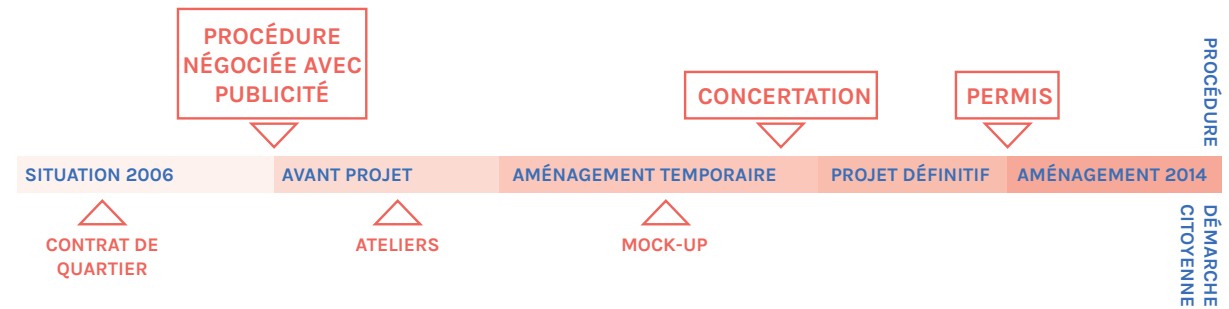 PROCÉDURE
NÉGOCIÉE AVEC
PUBLICITÉ
CONCERTATION
PERMIS
PROCÉDURE
SITUATION 2006
AVANT PROJET
AMÉNAGEMENT TEMPORAIRE
PROJET DÉFINITIF
AMÉNAGEMENT 2014
CONTRAT DE
QUARTIER
ATELIERS
MOCK-UP
DÉMARCHE
CITOYENNE